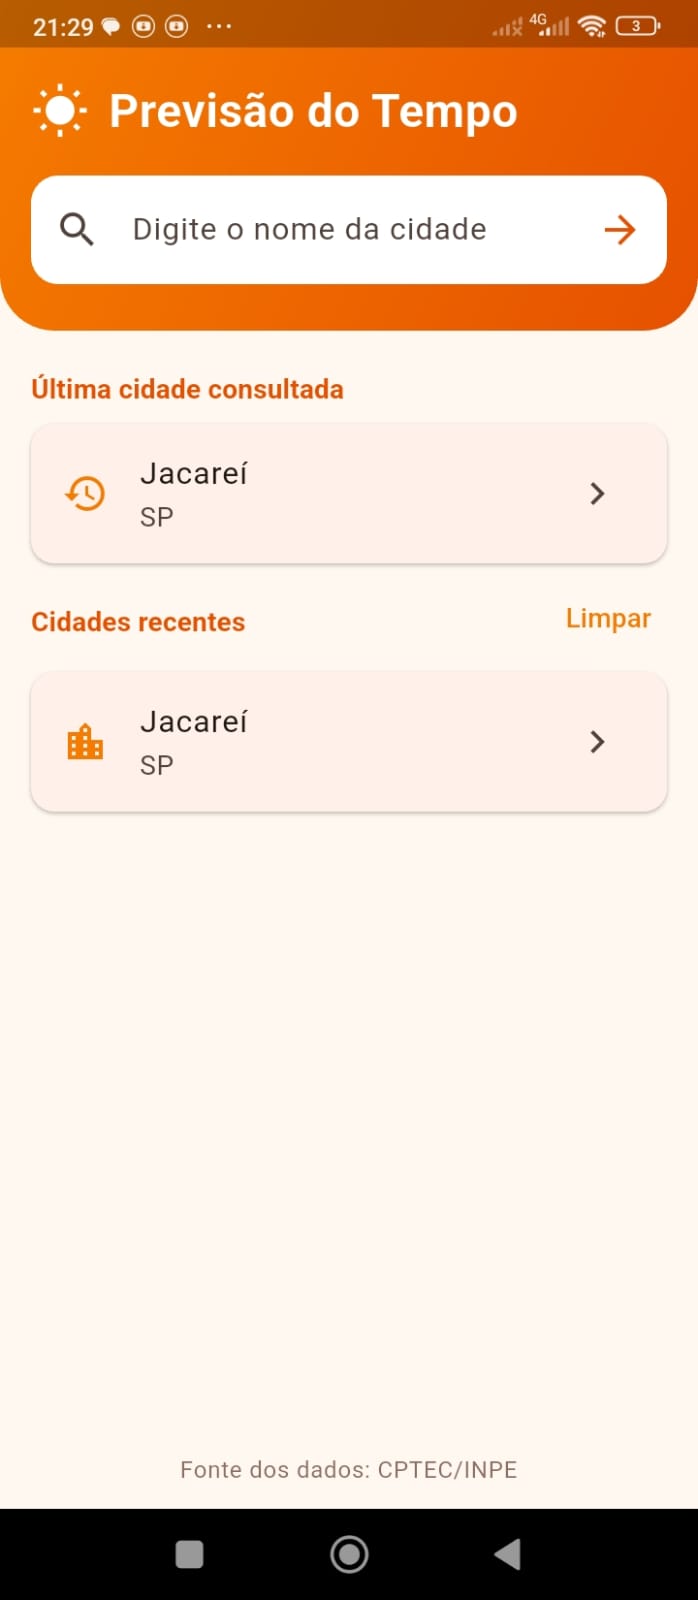 21:29
4G
3
Previsão do Tempo
Digite o nome da cidade
Última cidade consultada
Jacareí
SP
Cidades recentes
Limpar
Jacareí
SP
Fonte dos dados: CPTEC/INPE